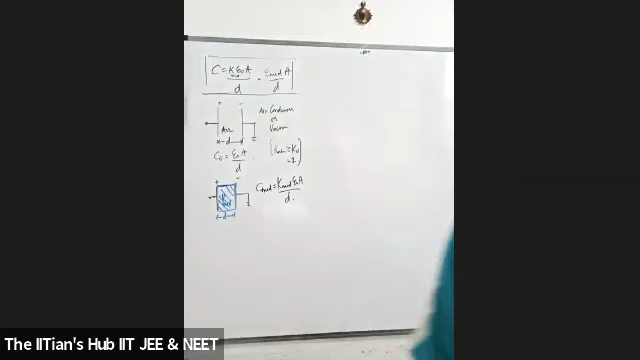 C = Kε₀A/d = εmed A/d
+ -
Air Condenser
or
Vacuum
Air
d
C₀ = ε₀A/d
[Kair = Kv
= 1]
+ -
Cmed = Kmed ε₀A/d.
d
The IITian's Hub IIT JEE & NEET